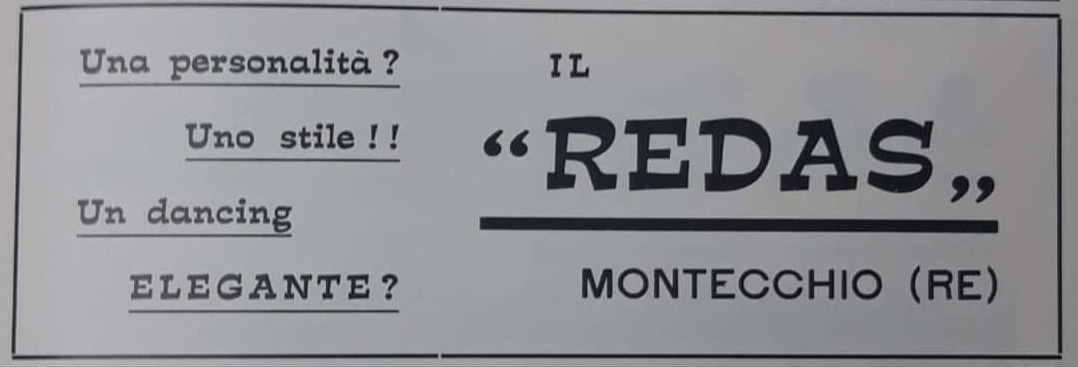 Una personalità ?
Uno stile ! !
Un dancing
ELEGANTE ?
IL
“REDAS„
MONTECCHIO (RE)